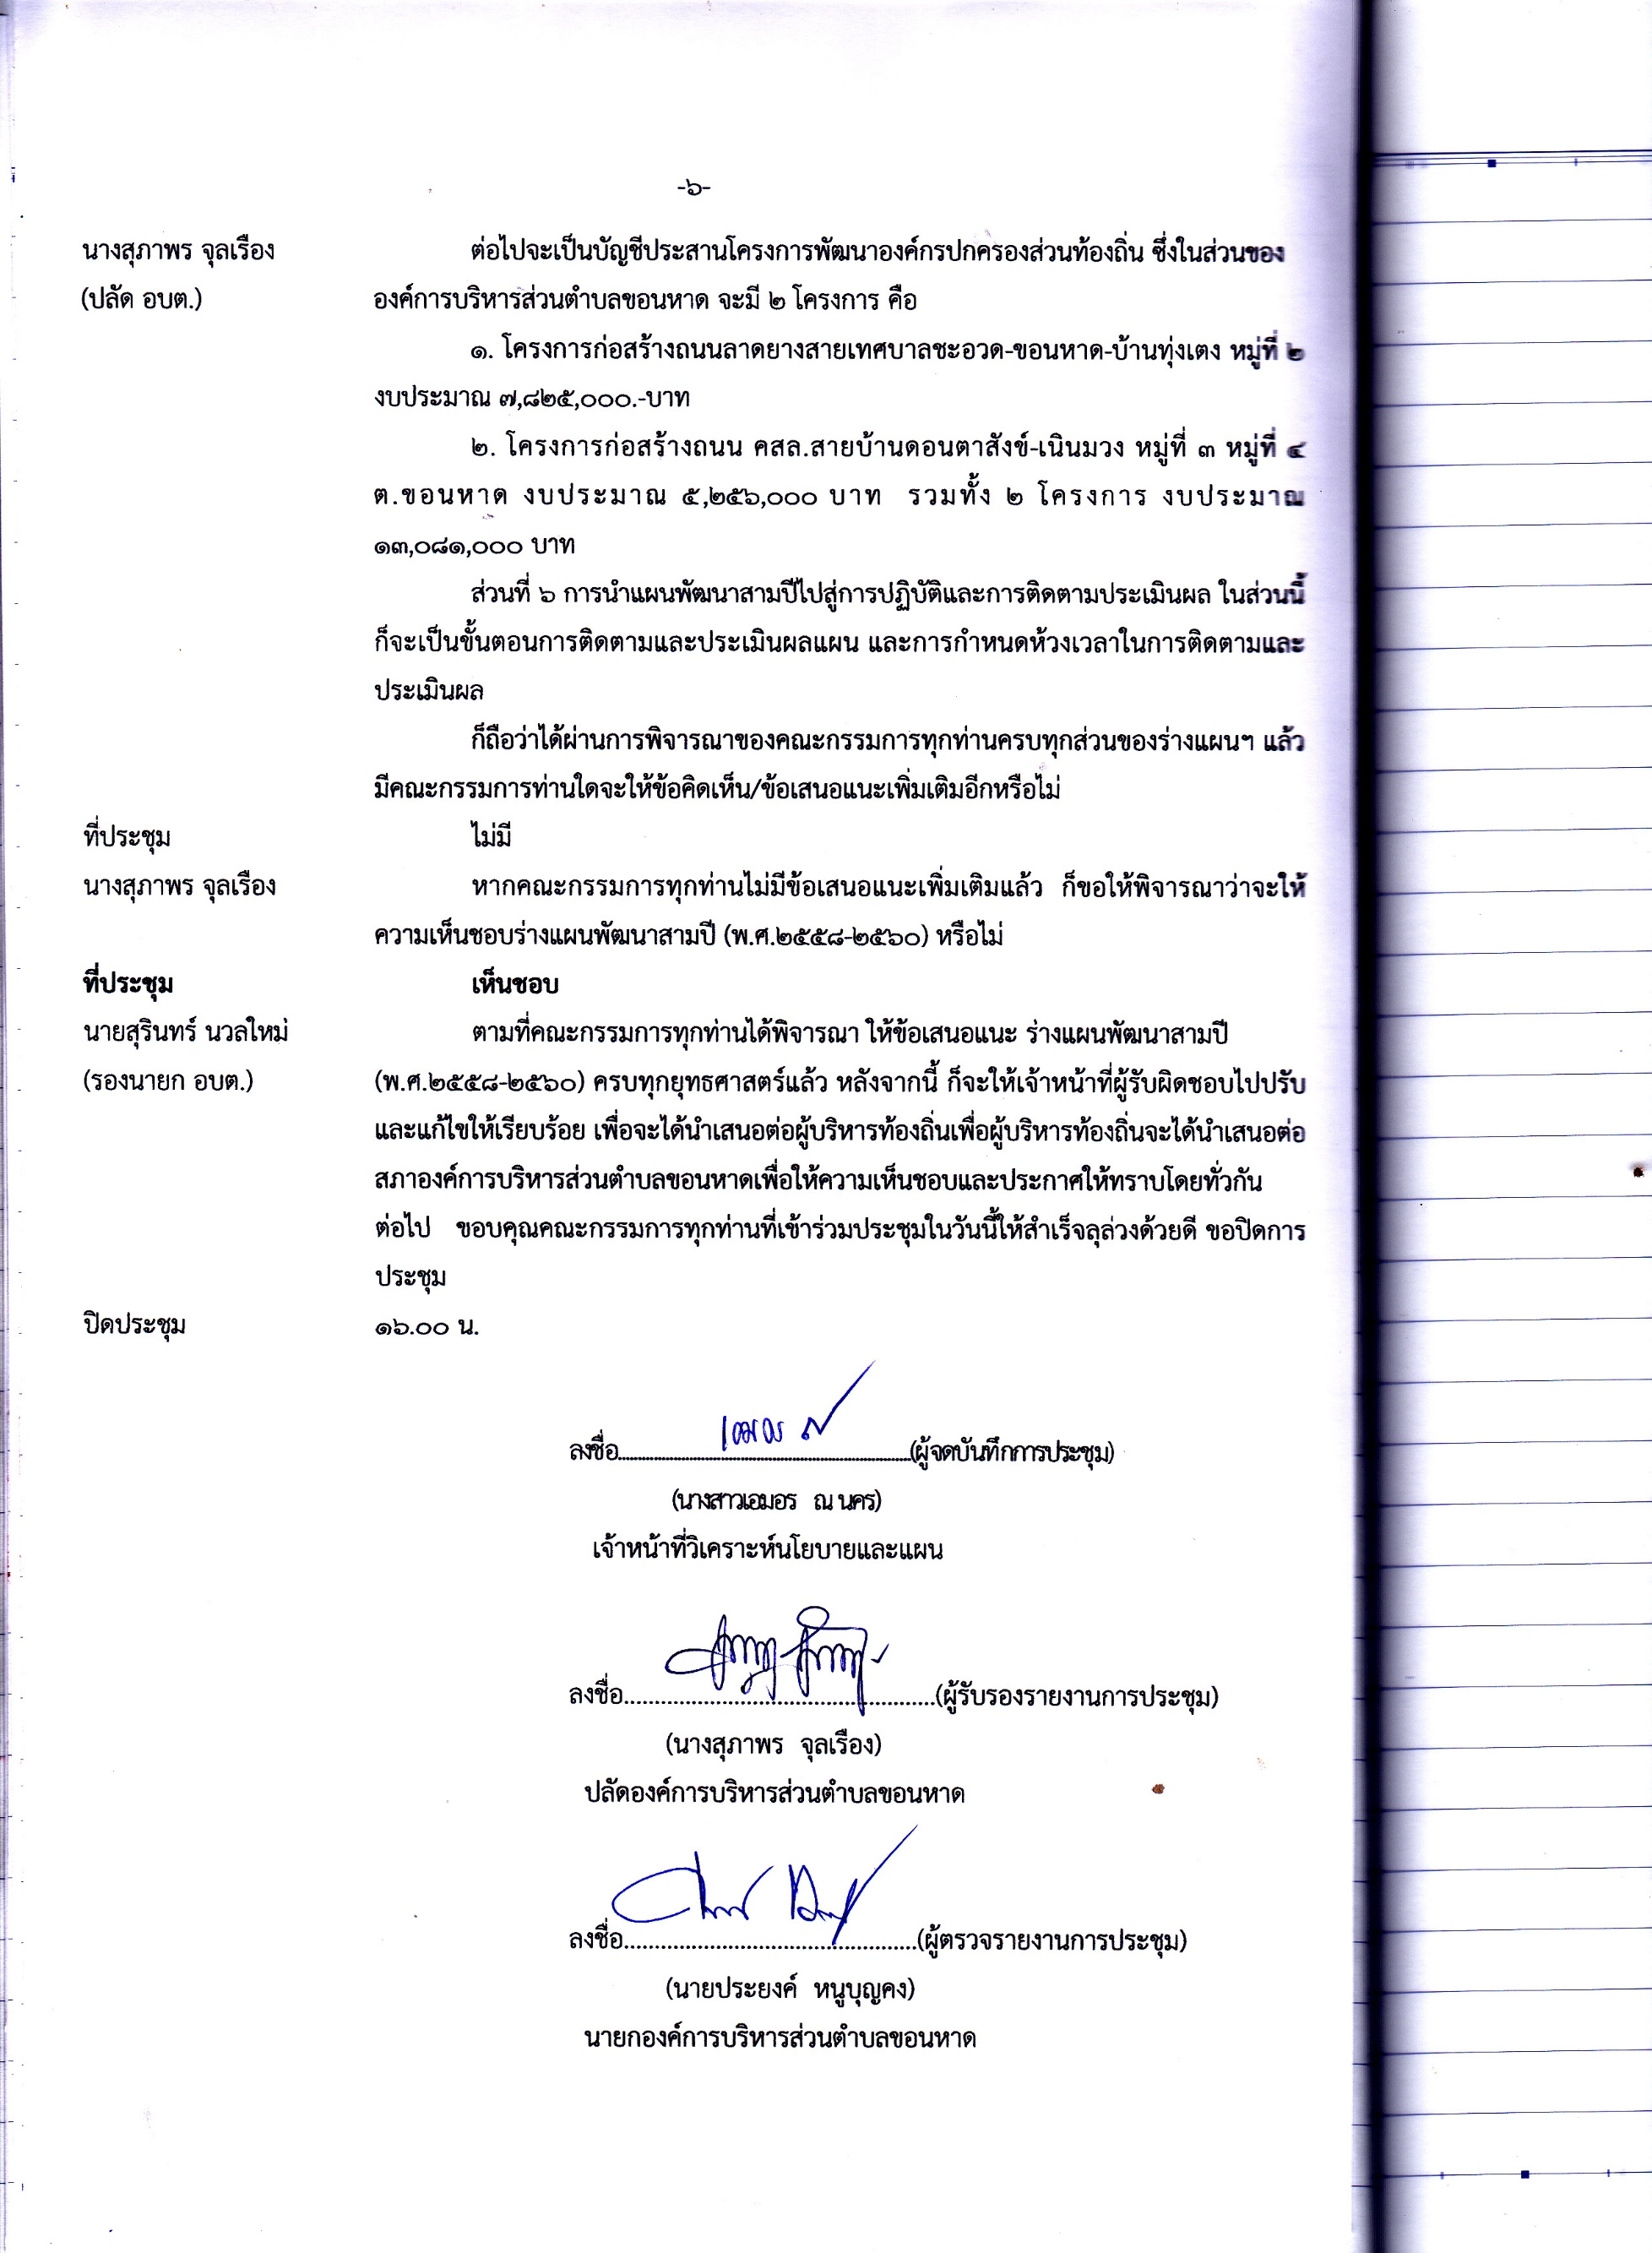 -๖-
นางสุภาพร จุลเรือง ต่อไปจะเป็นบัญชีประสานโครงการพัฒนาองค์กรปกครองส่วนท้องถิ่น ซึ่งในส่วนของ
(ปลัด อบต.) องค์การบริหารส่วนตำบลขอนหาด จะมี ๒ โครงการ คือ
๑. โครงการก่อสร้างถนนลาดยางสายเทศบาลชะอวด-ขอนหาด-บ้านทุ่งเตง หมู่ที่ ๒
งบประมาณ ๗,๘๒๕,๐๐๐.-บาท
๒. โครงการก่อสร้างถนน คสล.สายบ้านดอนตาสังข์-เนินมวง หมู่ที่ ๓ หมู่ที่ ๔
ต.ขอนหาด งบประมาณ ๕,๒๕๖,๐๐๐ บาท รวมทั้ง ๒ โครงการ งบประมาณ
๑๓,๐๘๑,๐๐๐ บาท
ส่วนที่ ๖ การนำแผนพัฒนาสามปีไปสู่การปฏิบัติและการติดตามประเมินผล ในส่วนนี้
ก็จะเป็นขั้นตอนการติดตามและประเมินผลแผน และการกำหนดห้วงเวลาในการติดตามและ
ประเมินผล
ก็ถือว่าได้ผ่านการพิจารณาของคณะกรรมการทุกท่านครบทุกส่วนของร่างแผนฯ แล้ว
มีคณะกรรมการท่านใดจะให้ข้อคิดเห็น/ข้อเสนอแนะเพิ่มเติมอีกหรือไม่
ที่ประชุม ไม่มี
นางสุภาพร จุลเรือง หากคณะกรรมการทุกท่านไม่มีข้อเสนอแนะเพิ่มเติมแล้ว ก็ขอให้พิจารณาว่าจะให้
ความเห็นชอบร่างแผนพัฒนาสามปี (พ.ศ.๒๕๕๘-๒๕๖๐) หรือไม่
ที่ประชุม เห็นชอบ
นายสุรินทร์ นวลใหม่ ตามที่คณะกรรมการทุกท่านได้พิจารณา ให้ข้อเสนอแนะ ร่างแผนพัฒนาสามปี
(รองนายก อบต.) (พ.ศ.๒๕๕๘-๒๕๖๐) ครบทุกยุทธศาสตร์แล้ว หลังจากนี้ ก็จะให้เจ้าหน้าที่ผู้รับผิดชอบไปปรับ
และแก้ไขให้เรียบร้อย เพื่อจะได้นำเสนอต่อผู้บริหารท้องถิ่นเพื่อผู้บริหารท้องถิ่นจะได้นำเสนอต่อ
สภาองค์การบริหารส่วนตำบลขอนหาดเพื่อให้ความเห็นชอบและประกาศให้ทราบโดยทั่วกัน
ต่อไป ขอบคุณคณะกรรมการทุกท่านที่เข้าร่วมประชุมในวันนี้ให้สำเร็จลุล่วงด้วยดี ขอปิดการ
ประชุม
ปิดประชุม ๑๖.๐๐ น.
ลงชื่อ..................................................(ผู้จดบันทึกการประชุม)
(นางสาวเอมอร ณ นคร)
เจ้าหน้าที่วิเคราะห์นโยบายและแผน
ลงชื่อ..................................................(ผู้รับรองรายงานการประชุม)
(นางสุภาพร จุลเรือง)
ปลัดองค์การบริหารส่วนตำบลขอนหาด
ลงชื่อ..................................................(ผู้ตรวจรายงานการประชุม)
(นายประยงค์ หนูบุญคง)
นายกองค์การบริหารส่วนตำบลขอนหาด